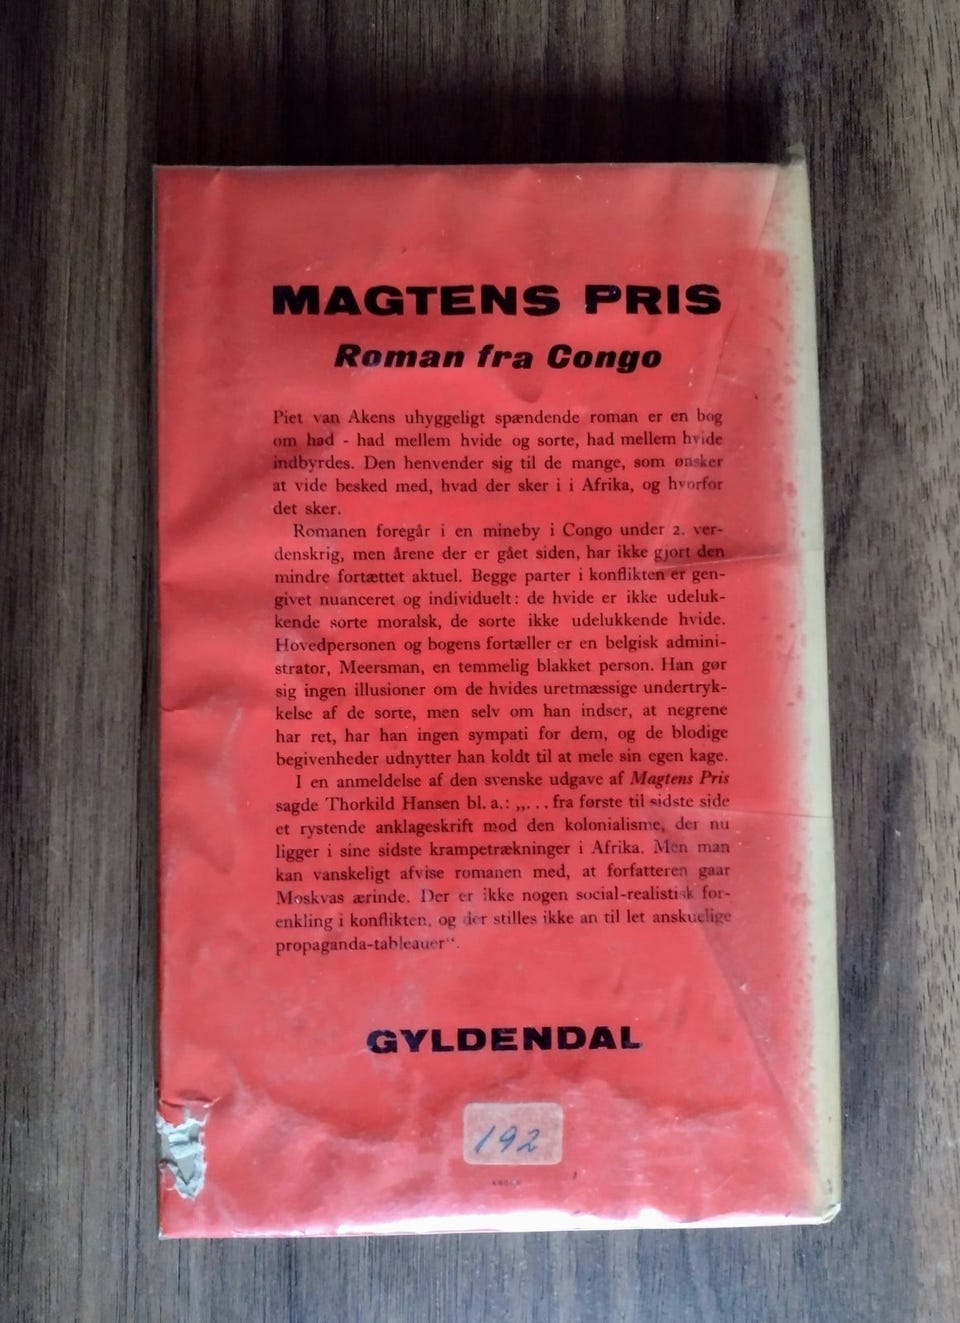 MAGTENS PRIS
Roman fra Congo
Piet van Akens uhyggeligt spændende roman er en bog
om had - had mellem hvide og sorte, had mellem hvide
indbyrdes. Den henvender sig til de mange, som ønsker
at vide besked med, hvad der sker i i Afrika, og hvorfor
det sker.
Romanen foregår i en mineby i Congo under 2. ver-
denskrig, men årene der er gået siden, har ikke gjort den
mindre fortættet aktuel. Begge parter i konflikten er gen-
givet nuanceret og individuelt: de hvide er ikke udeluk-
kende sorte moralsk, de sorte ikke udelukkende hvide.
Hovedpersonen og bogens fortæller er en belgisk admini-
strator, Meersman, en temmelig blakket person. Han gør
sig ingen illusioner om de hvides uretmæssige undertryk-
kelse af de sorte, men selv om han indser, at negrene
har ret, har han ingen sympati for dem, og de blodige
begivenheder udnytter han koldt til at mele sin egen kage.
I en anmeldelse af den svenske udgave af Magtens Pris
sagde Thorkild Hansen bl. a.: „... fra første til sidste side
et rystende anklageskrift mod den kolonialisme, der nu
ligger i sine sidste krampetrækninger i Afrika. Men man
kan vanskeligt afvise romanen med, at forfatteren gaar
Moskvas ærinde. Der er ikke nogen social-realistisk for-
enkling i konflikten, og der stilles ikke an til let anskuelige
propaganda-tableauer“.
GYLDENDAL
192